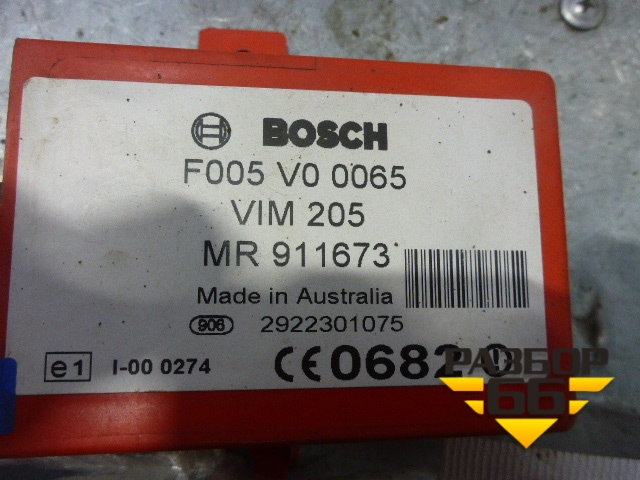 BOSCH
F005 V0 0065
VIM 205
MR 911673
Made in Australia
906 2922301075
e1 I-00 0274 CE0682
РАЗБОР
66